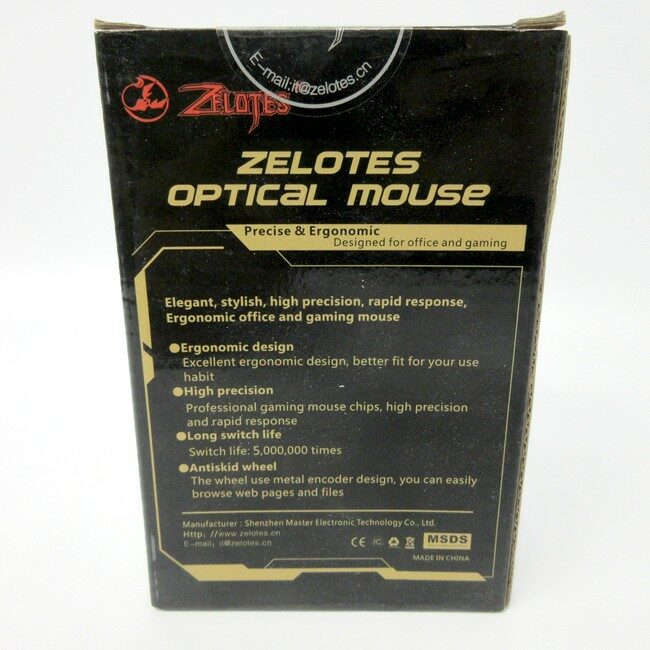 E-mail:it@zelotes.cn
ZELOTES
ZELOTES
OPTICAL MOUSE
Precise & Ergonomic
Designed for office and gaming
Elegant, stylish, high precision, rapid response,
Ergonomic office and gaming mouse
●Ergonomic design
Excellent ergonomic design, better fit for your use
habit
●High precision
Professional gaming mouse chips, high precision
and rapid response
●Long switch life
Switch life: 5,000,000 times
●Antiskid wheel
The wheel use metal encoder design, you can easily
browse web pages and files
Manufacturer : Shenzhen Master Electronic Technology Co., Ltd.
Http: //www.zelotes.cn
E-mail: it@zelotes.cn
CE FC MSDS
MADE IN CHINA